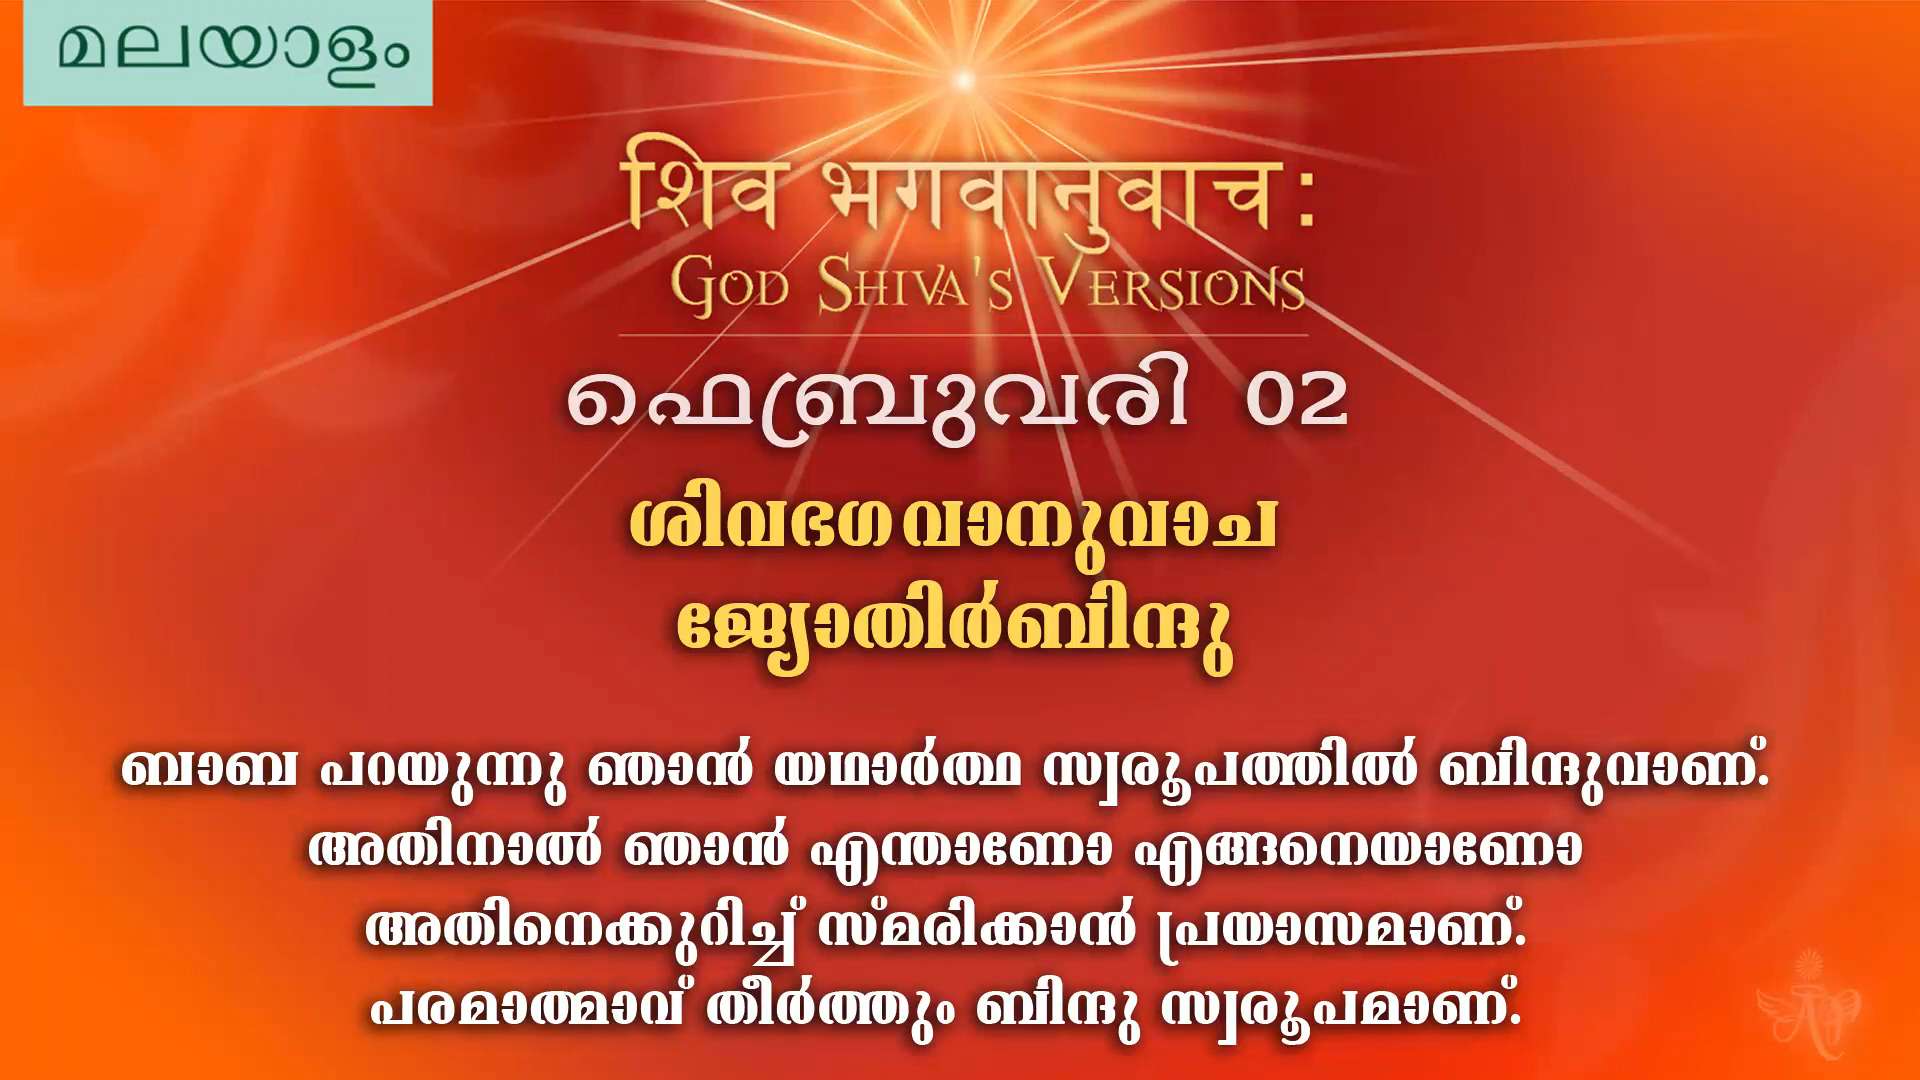 മലയാളം
शिव भगवानुवाच :
GOD SHIVA'S VERSIONS
ഫെബ്രുവരി 02
ശിവഭഗവാനുവാച
ജ്യോതിർബിന്ദു
ബാബ പറയുന്നു ഞാൻ യഥാർത്ഥ സ്വരൂപത്തിൽ ബിന്ദുവാണ്.
അതിനാൽ ഞാൻ എന്താണോ എങ്ങനെയാണോ
അതിനെക്കുറിച്ച് സ്മരിക്കാൻ പ്രയാസമാണ്.
പരമാത്മാവ് തീർത്തും ബിന്ദു സ്വരൂപമാണ്.